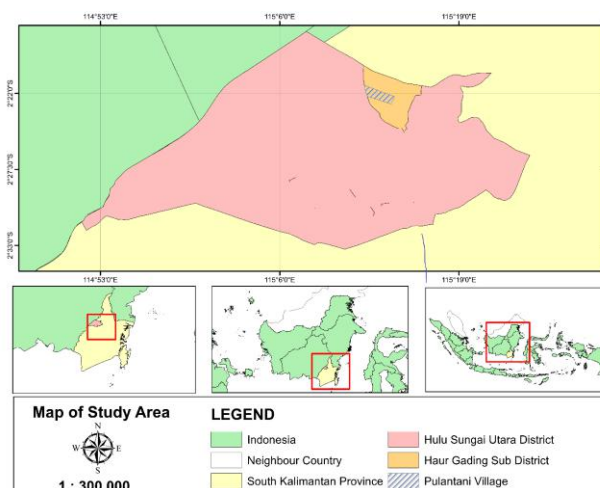 114°53'0"E 115°6'0"E 115°19'0"E
2°22'0"S
2°27'30"S
2°33'0"S
114°53'0"E 115°6'0"E 115°19'0"E
Map of Study Area
N
W E
S
1 : 300.000
LEGEND
Indonesia
Neighbour Country
South Kalimantan Province
Hulu Sungai Utara District
Haur Gading Sub District
Pulantani Village